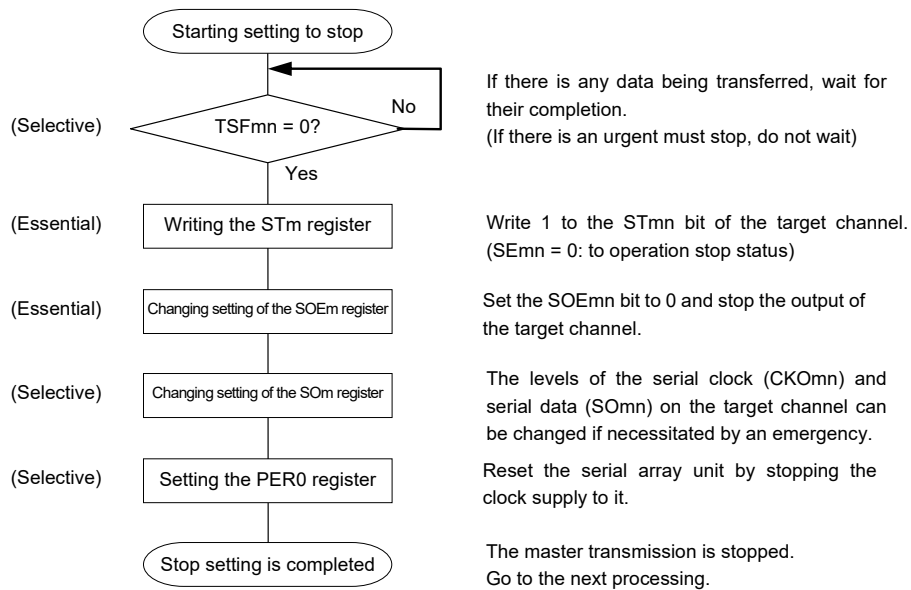 Starting setting to stop
If there is any data being transferred, wait for
their completion.
(If there is an urgent must stop, do not wait)
(Selective)
TSFmn = 0?
No
Yes
(Essential)
Writing the STm register
Write 1 to the STmn bit of the target channel.
(SEmn = 0: to operation stop status)
(Essential)
Changing setting of the SOEm register
Set the SOEmn bit to 0 and stop the output of
the target channel.
(Selective)
Changing setting of the SOm register
The levels of the serial clock (CKOmn) and
serial data (SOmn) on the target channel can
be changed if necessitated by an emergency.
(Selective)
Setting the PER0 register
Reset the serial array unit by stopping the
clock supply to it.
Stop setting is completed
The master transmission is stopped.
Go to the next processing.